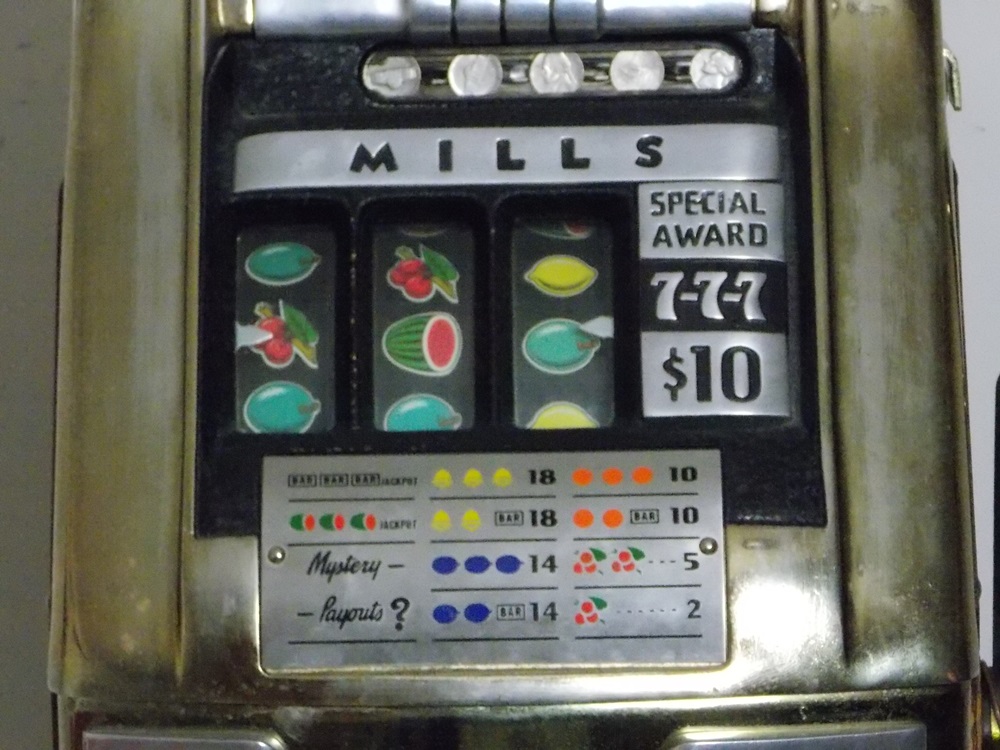 MILLS
SPECIAL
AWARD
7-7-7
$10
BAR BAR BAR JACKPOT 18 10
JACKPOT BAR 18 BAR 10
Mystery — 14 ---- 5
— Payouts ? BAR 14 ------ 2